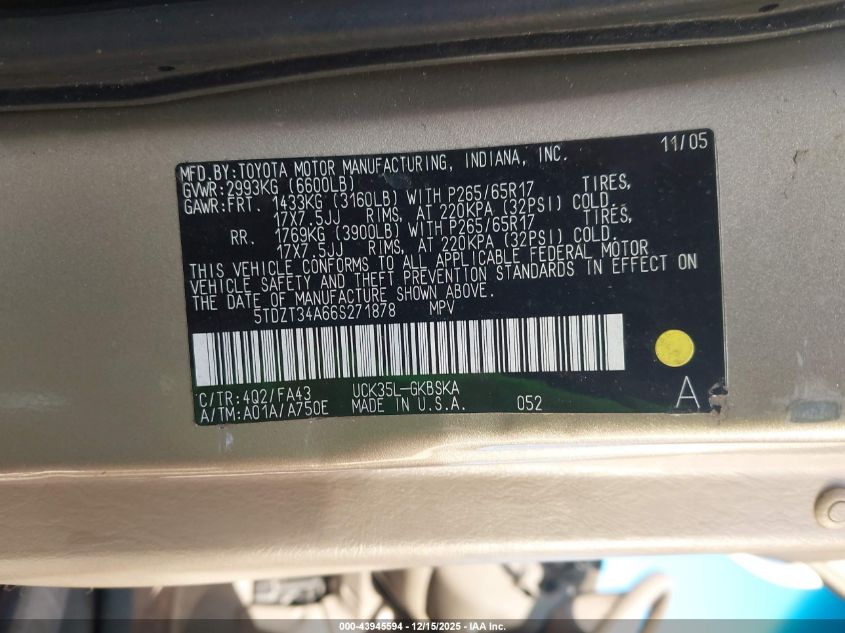 11/05
MFD.BY:TOYOTA MOTOR MANUFACTURING, INDIANA, INC.
GVWR:2993KG (6600LB)
GAWR:FRT. 1433KG (3160LB) WITH P265/65R17 TIRES,
17X7.5JJ RIMS, AT 220KPA (32PSI) COLD.
RR. 1769KG (3900LB) WITH P265/65R17 TIRES,
17X7.5JJ RIMS, AT 220KPA (32PSI) COLD.
THIS VEHICLE CONFORMS TO ALL APPLICABLE FEDERAL MOTOR
VEHICLE SAFETY AND THEFT PREVENTION STANDARDS IN EFFECT ON
THE DATE OF MANUFACTURE SHOWN ABOVE.
5TDZT34A66S271878 MPV
C/TR:4Q2/FA43 UCK35L-GKBSKA
A/TM:A01A/A750E MADE IN U.S.A. 052 A
000-43945594 - 12/15/2025 - IAA Inc.